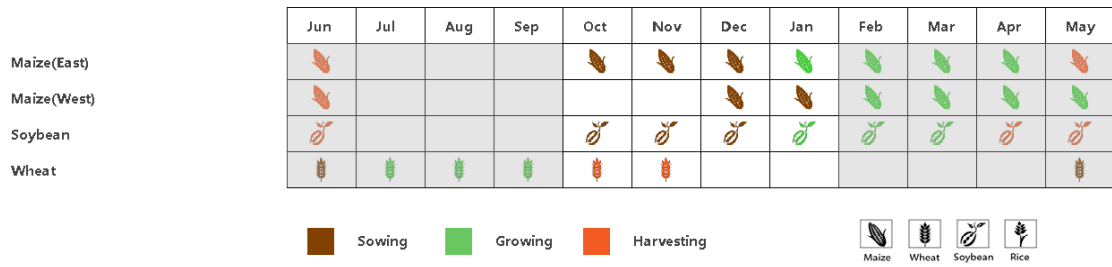 Jun Jul Aug Sep Oct Nov Dec Jan Feb Mar Apr May
Maize(East)
Maize(West)
Soybean
Wheat
Sowing Growing Harvesting
Maize Wheat Soybean Rice